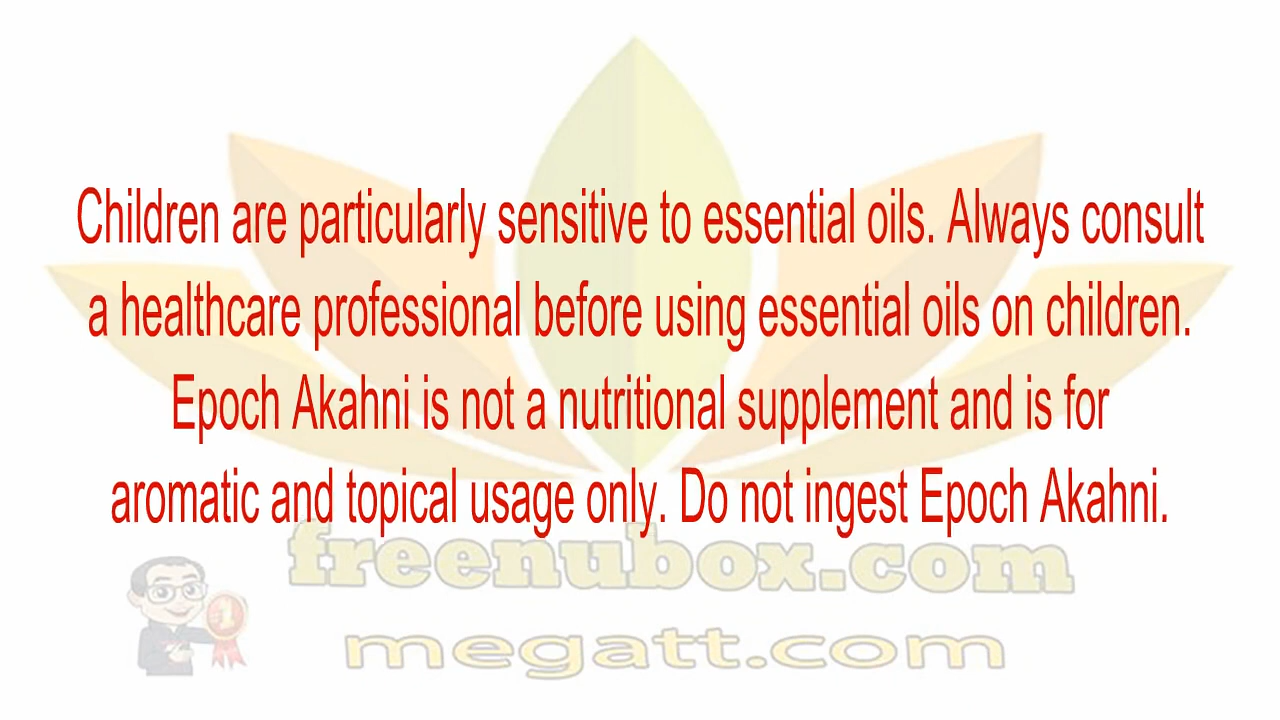 Children are particularly sensitive to essential oils. Always consult
a healthcare professional before using essential oils on children.
Epoch Akahni is not a nutritional supplement and is for
aromatic and topical usage only. Do not ingest Epoch Akahni.
freenubox.com
1
megatt.com